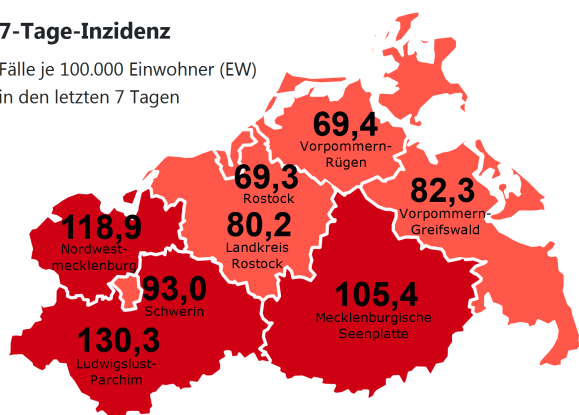 7-Tage-Inzidenz
Fälle je 100.000 Einwohner (EW)
in den letzten 7 Tagen
69,4
Vorpommern-
Rügen
69,3
Rostock
82,3
Vorpommern-
Greifswald
118,9
Nordwest-
mecklenburg
80,2
Landkreis
Rostock
93,0
Schwerin
105,4
Mecklenburgische
Seenplatte
130,3
Ludwigslust-
Parchim